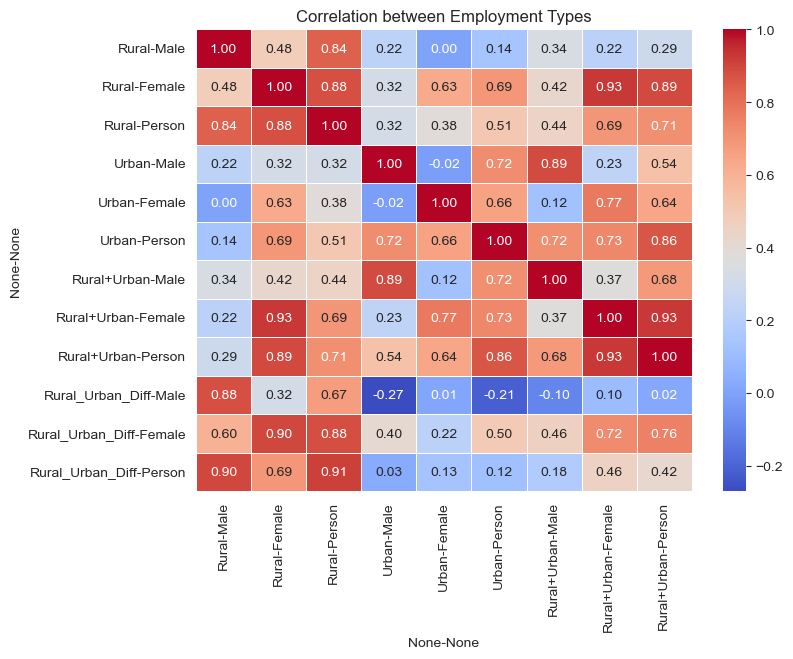 Correlation between Employment Types
Rural-Male 1.00 0.48 0.84 0.22 0.00 0.14 0.34 0.22 0.29
Rural-Female 0.48 1.00 0.88 0.32 0.63 0.69 0.42 0.93 0.89
Rural-Person 0.84 0.88 1.00 0.32 0.38 0.51 0.44 0.69 0.71
Urban-Male 0.22 0.32 0.32 1.00 -0.02 0.72 0.89 0.23 0.54
Urban-Female 0.00 0.63 0.38 -0.02 1.00 0.66 0.12 0.77 0.64
Urban-Person 0.14 0.69 0.51 0.72 0.66 1.00 0.72 0.73 0.86
Rural+Urban-Male 0.34 0.42 0.44 0.89 0.12 0.72 1.00 0.37 0.68
Rural+Urban-Female 0.22 0.93 0.69 0.23 0.77 0.73 0.37 1.00 0.93
Rural+Urban-Person 0.29 0.89 0.71 0.54 0.64 0.86 0.68 0.93 1.00
Rural_Urban_Diff-Male 0.88 0.32 0.67 -0.27 0.01 -0.21 -0.10 0.10 0.02
Rural_Urban_Diff-Female 0.60 0.90 0.88 0.40 0.22 0.50 0.46 0.72 0.76
Rural_Urban_Diff-Person 0.90 0.69 0.91 0.03 0.13 0.12 0.18 0.46 0.42
None-None
Rural-Male
Rural-Female
Rural-Person
Urban-Male
Urban-Female
Urban-Person
Rural+Urban-Male
Rural+Urban-Female
Rural+Urban-Person
None-None
1.0
0.8
0.6
0.4
0.2
0.0
−0.2